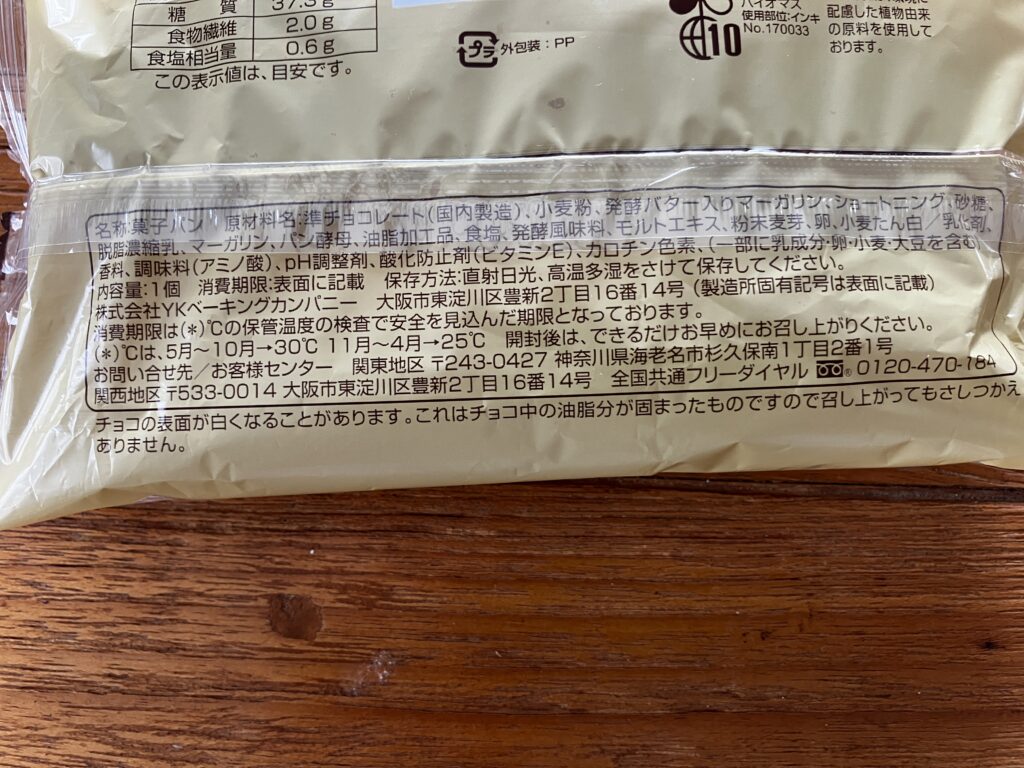 糖質 37.3g
食物繊維 2.0g
食塩相当量 0.6g
この表示値は、目安です。
プラ 外包装：PP
バイオマス
使用部位：インキ
No.170033
10
配慮した植物由来
の原料を使用して
おります。
名称：菓子パン 原材料名：準チョコレート(国内製造)、小麦粉、発酵バター入りマーガリン、ショートニング、砂糖、
脱脂濃縮乳、マーガリン、パン酵母、油脂加工品、食塩、発酵風味料、モルトエキス、粉末麦芽、卵、小麦たん白／乳化剤、
香料、調味料(アミノ酸)、pH調整剤、酸化防止剤(ビタミンE)、カロチン色素、(一部に乳成分・卵・小麦・大豆を含む)
内容量：1個 消費期限：表面に記載 保存方法：直射日光、高温多湿をさけて保存してください。
株式会社YKベーキングカンパニー 大阪市東淀川区豊新2丁目16番14号 (製造所固有記号は表面に記載)
消費期限は(*)℃の保管温度の検査で安全を見込んだ期限となっております。
(*)℃は、5月〜10月→30℃ 11月〜4月→25℃ 開封後は、できるだけお早めにお召し上がりください。
お問い合せ先／お客様センター 関東地区 〒243-0427 神奈川県海老名市杉久保南1丁目2番1号
関西地区 〒533-0014 大阪市東淀川区豊新2丁目16番14号 全国共通フリーダイヤル 0120-470-784
チョコの表面が白くなることがあります。これはチョコ中の油脂分が固まったものですので召し上がってもさしつかえ
ありません。